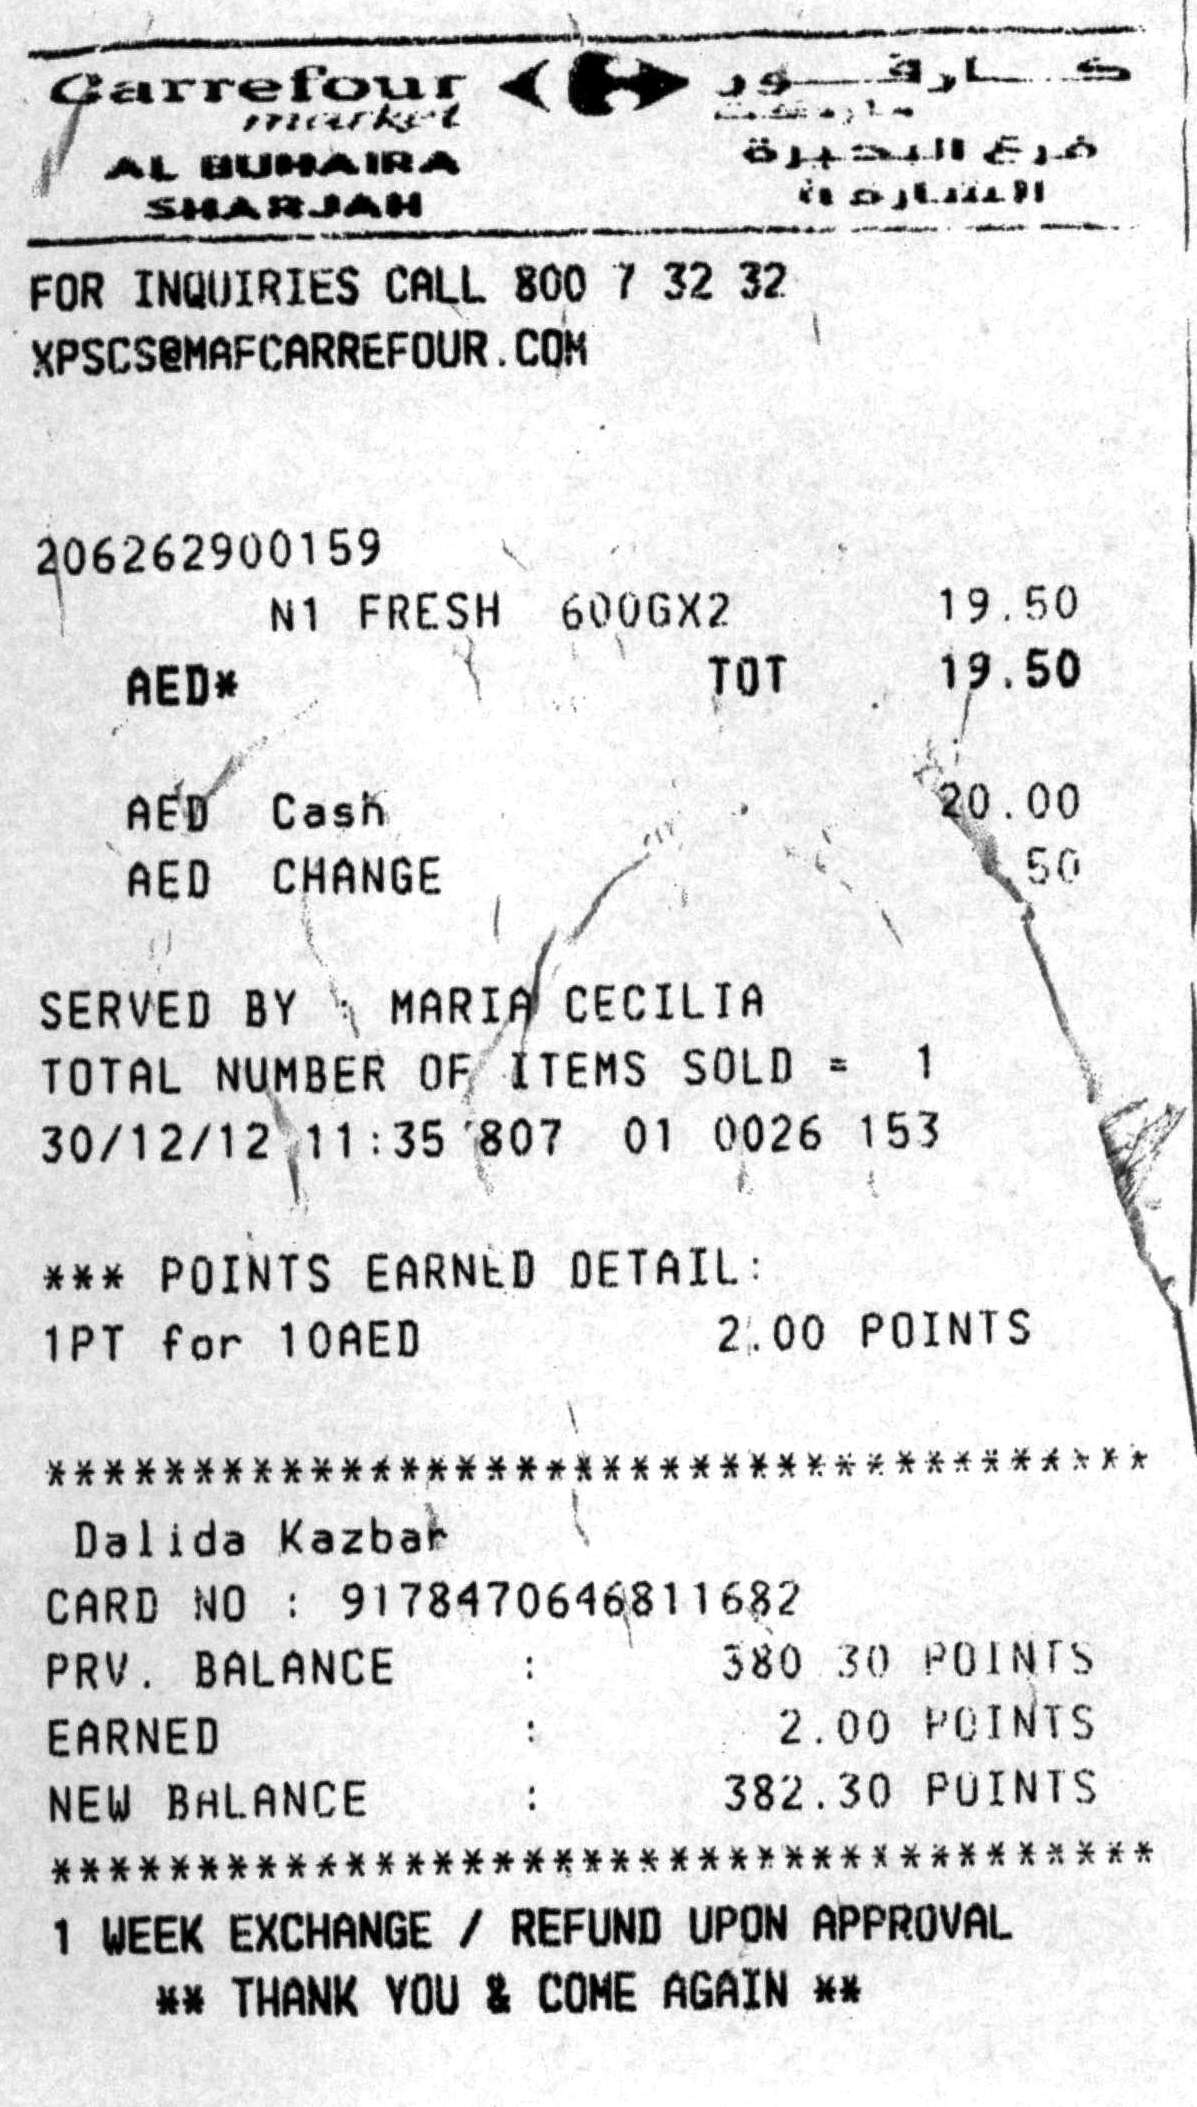 Carrefour كارفور
market ماركت
AL BUHAIRA فرع البحيرة
SHARJAH الشارقة
FOR INQUIRIES CALL 800 7 32 32
XPSCS@MAFCARREFOUR.COM
206262900159
N1 FRESH 600GX2 19.50
AED* TOT 19.50
AED Cash 20.00
AED CHANGE .50
SERVED BY : MARIA CECILIA
TOTAL NUMBER OF ITEMS SOLD = 1
30/12/12 11:35 807 01 0026 153
*** POINTS EARNED DETAIL:
1PT for 10AED 2.00 POINTS
**************************************
Dalida Kazbar
CARD NO : 9178470646811682
PRV. BALANCE : 380.30 POINTS
EARNED : 2.00 POINTS
NEW BALANCE : 382.30 POINTS
**************************************
1 WEEK EXCHANGE / REFUND UPON APPROVAL
** THANK YOU & COME AGAIN **